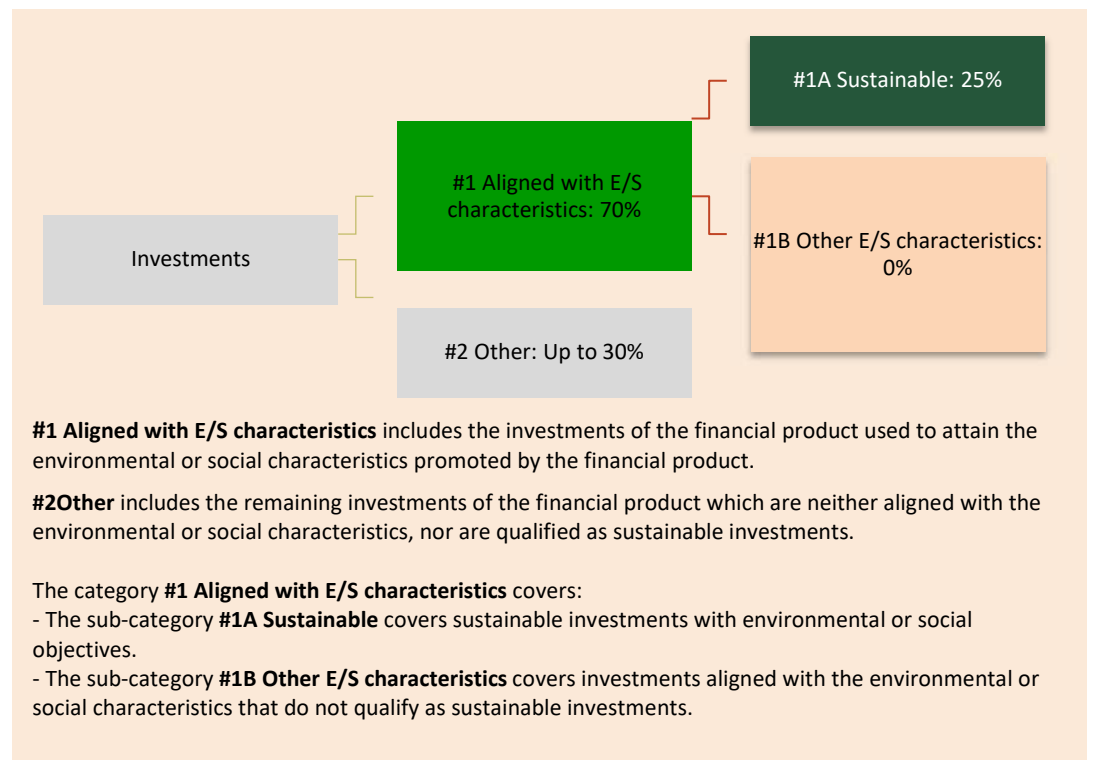 #1A Sustainable: 25%
#1 Aligned with E/S
characteristics: 70%
#1B Other E/S characteristics:
0%
Investments
#2 Other: Up to 30%
#1 Aligned with E/S characteristics includes the investments of the financial product used to attain the
environmental or social characteristics promoted by the financial product.
#2Other includes the remaining investments of the financial product which are neither aligned with the
environmental or social characteristics, nor are qualified as sustainable investments.
The category #1 Aligned with E/S characteristics covers:
- The sub-category #1A Sustainable covers sustainable investments with environmental or social
objectives.
- The sub-category #1B Other E/S characteristics covers investments aligned with the environmental or
social characteristics that do not qualify as sustainable investments.